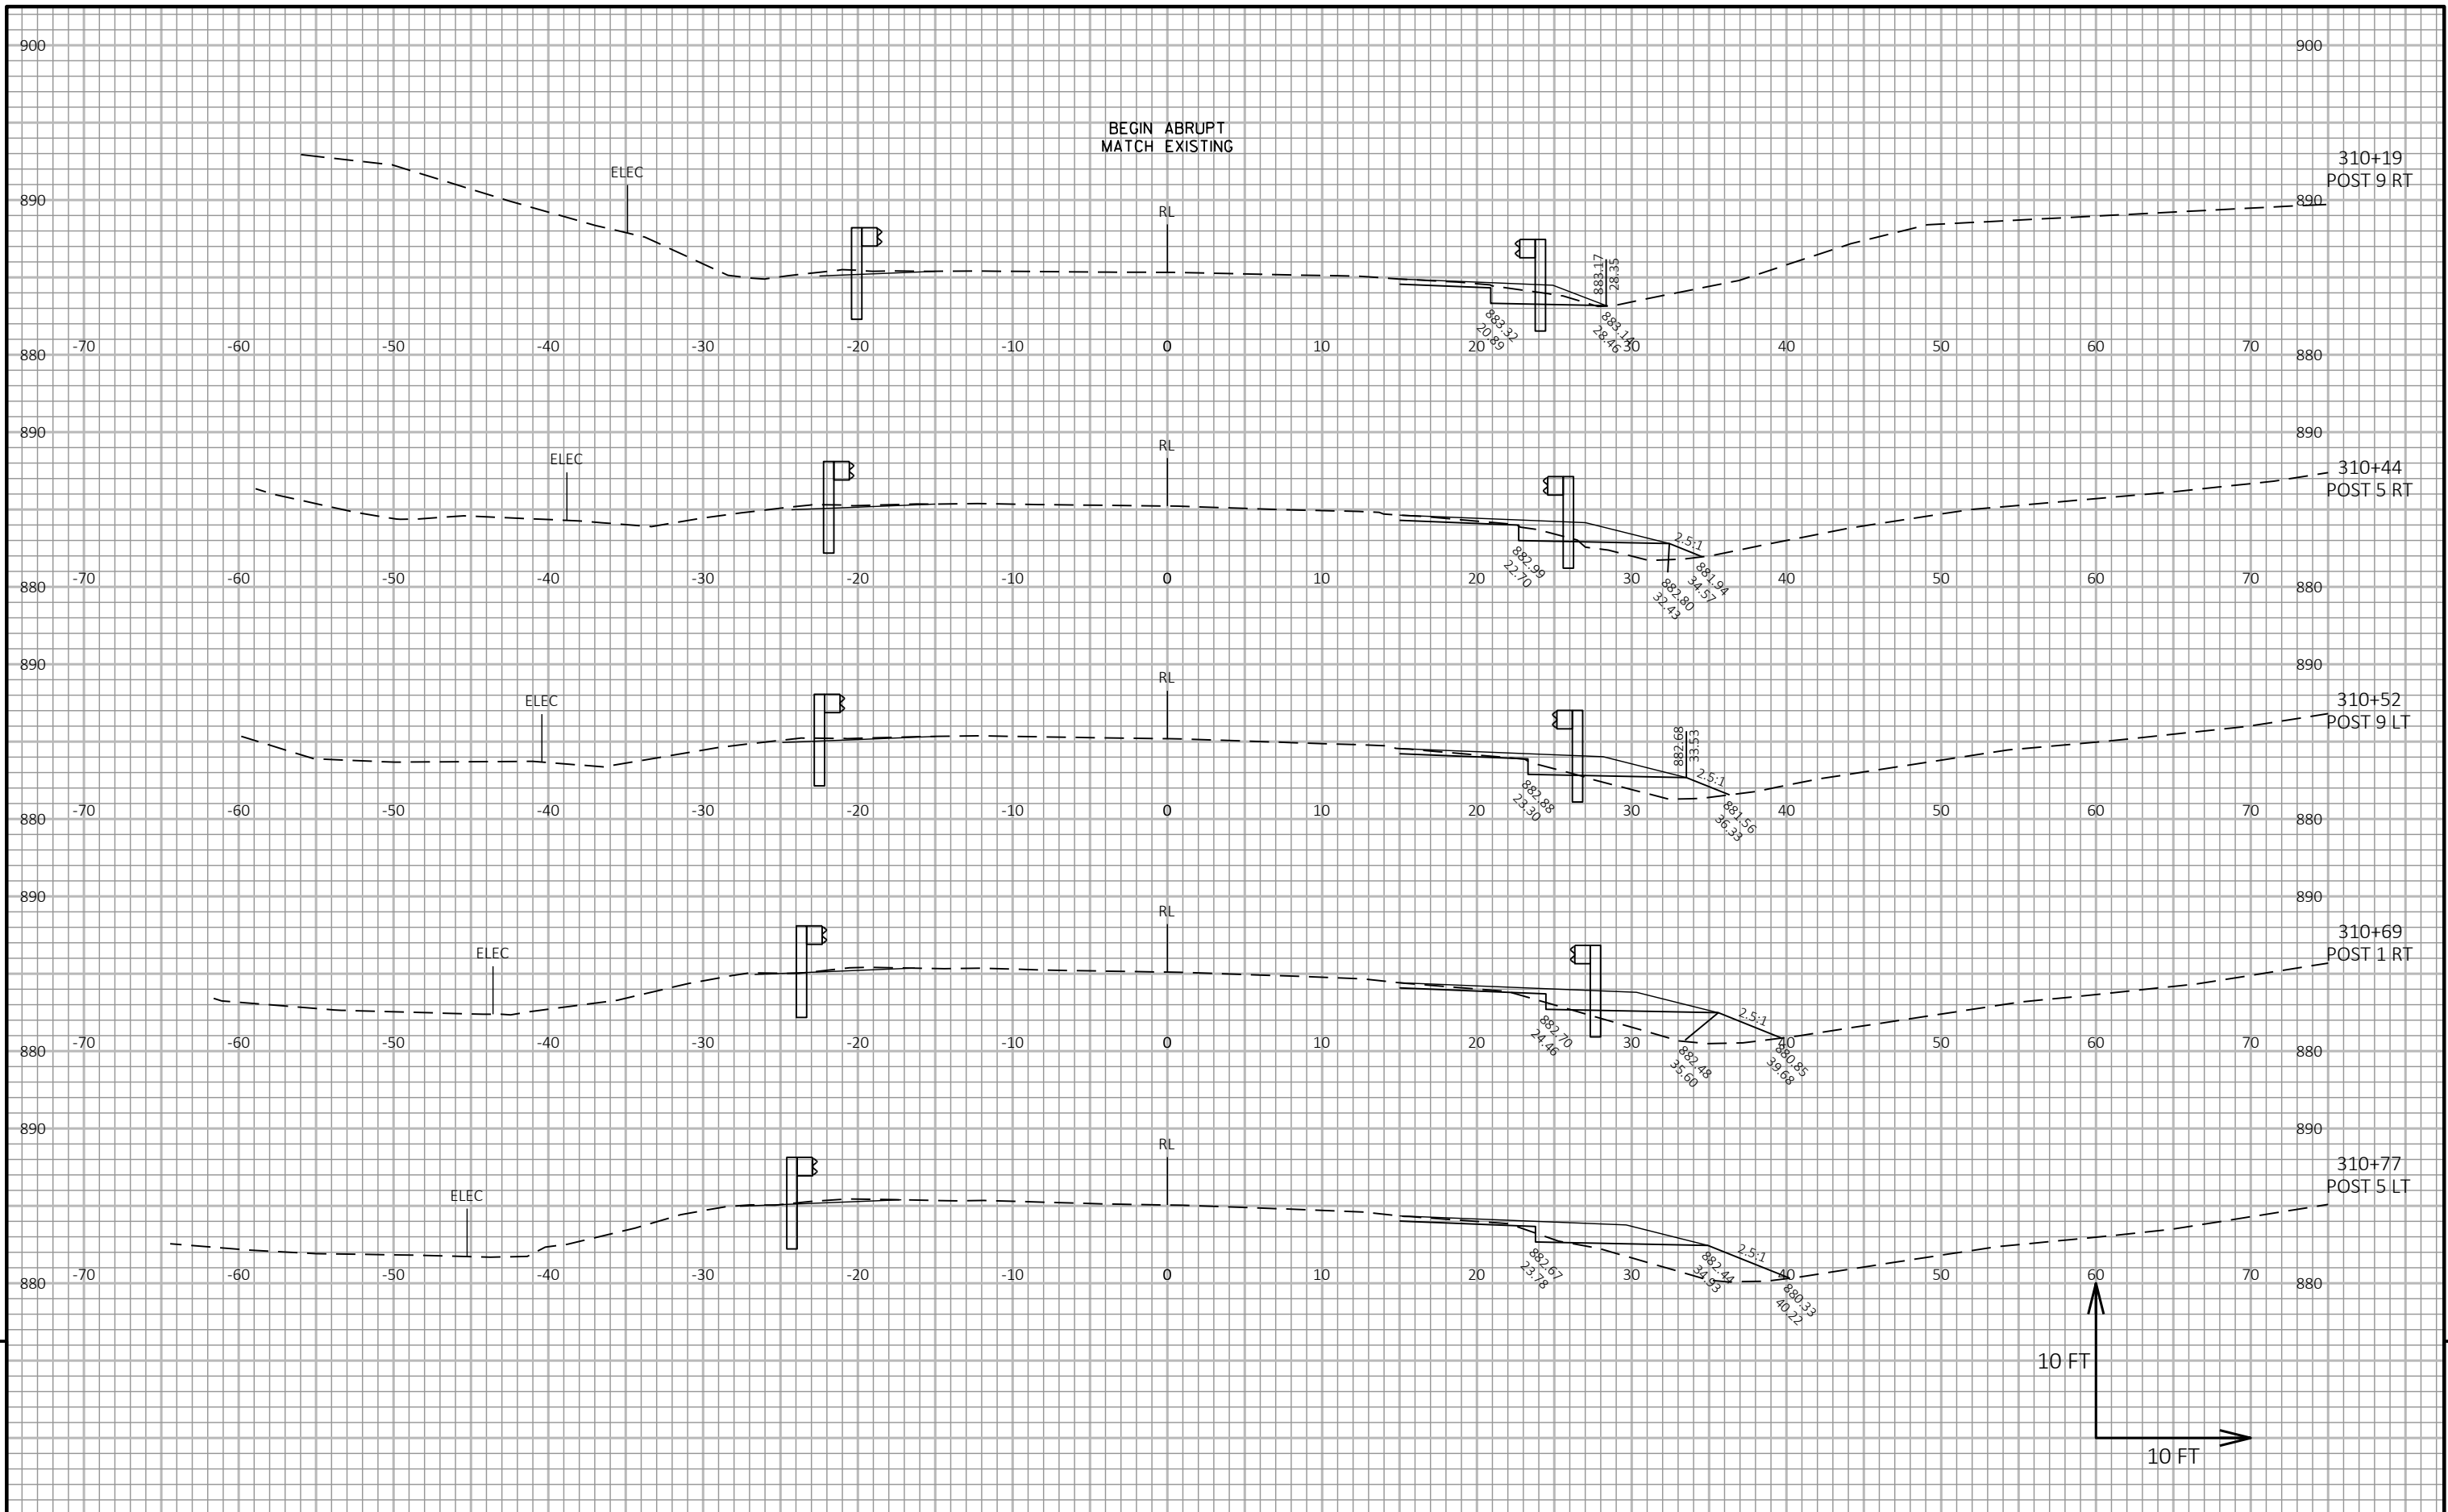 900 900
BEGIN ABRUPT
MATCH EXISTING
310+19
POST 9 RT
ELEC
890 890
RL
883.17
28.35
883.32
20.89
883.14
28.46
-70 -60 -50 -40 -30 -20 -10 0 10 20 30 40 50 60 70
880 880
890 890
RL
ELEC
310+44
POST 5 RT
2.5:1
882.99
22.70
881.94
34.57
882.80
32.43
-70 -60 -50 -40 -30 -20 -10 0 10 20 30 40 50 60 70
880 880
890 890
RL
ELEC
310+52
POST 9 LT
882.68
33.53
2.5:1
882.88
23.30
881.56
36.33
-70 -60 -50 -40 -30 -20 -10 0 10 20 30 40 50 60 70
880 880
890 890
RL
310+69
POST 1 RT
ELEC
2.5:1
882.70
24.46
882.48
35.60
880.85
39.68
-70 -60 -50 -40 -30 -20 -10 0 10 20 30 40 50 60 70
880 880
890 890
RL
310+77
POST 5 LT
ELEC
2.5:1
882.67
23.78
882.44
34.93
880.33
40.22
-70 -60 -50 -40 -30 -20 -10 0 10 20 30 40 50 60 70
880 880
10 FT
10 FT